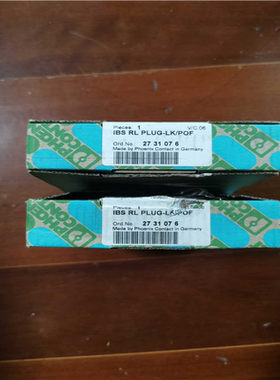 Pieces: 1 VIC.06
IBS RL PLUG-LK/POF
Ord.No.: 27 31 07 6
Made by Phoenix Contact in Germany
Pieces: 1
IBS RL PLUG-LK/POF
Ord.No.: 27 31 07 6
Made by Phoenix Contact in Germany